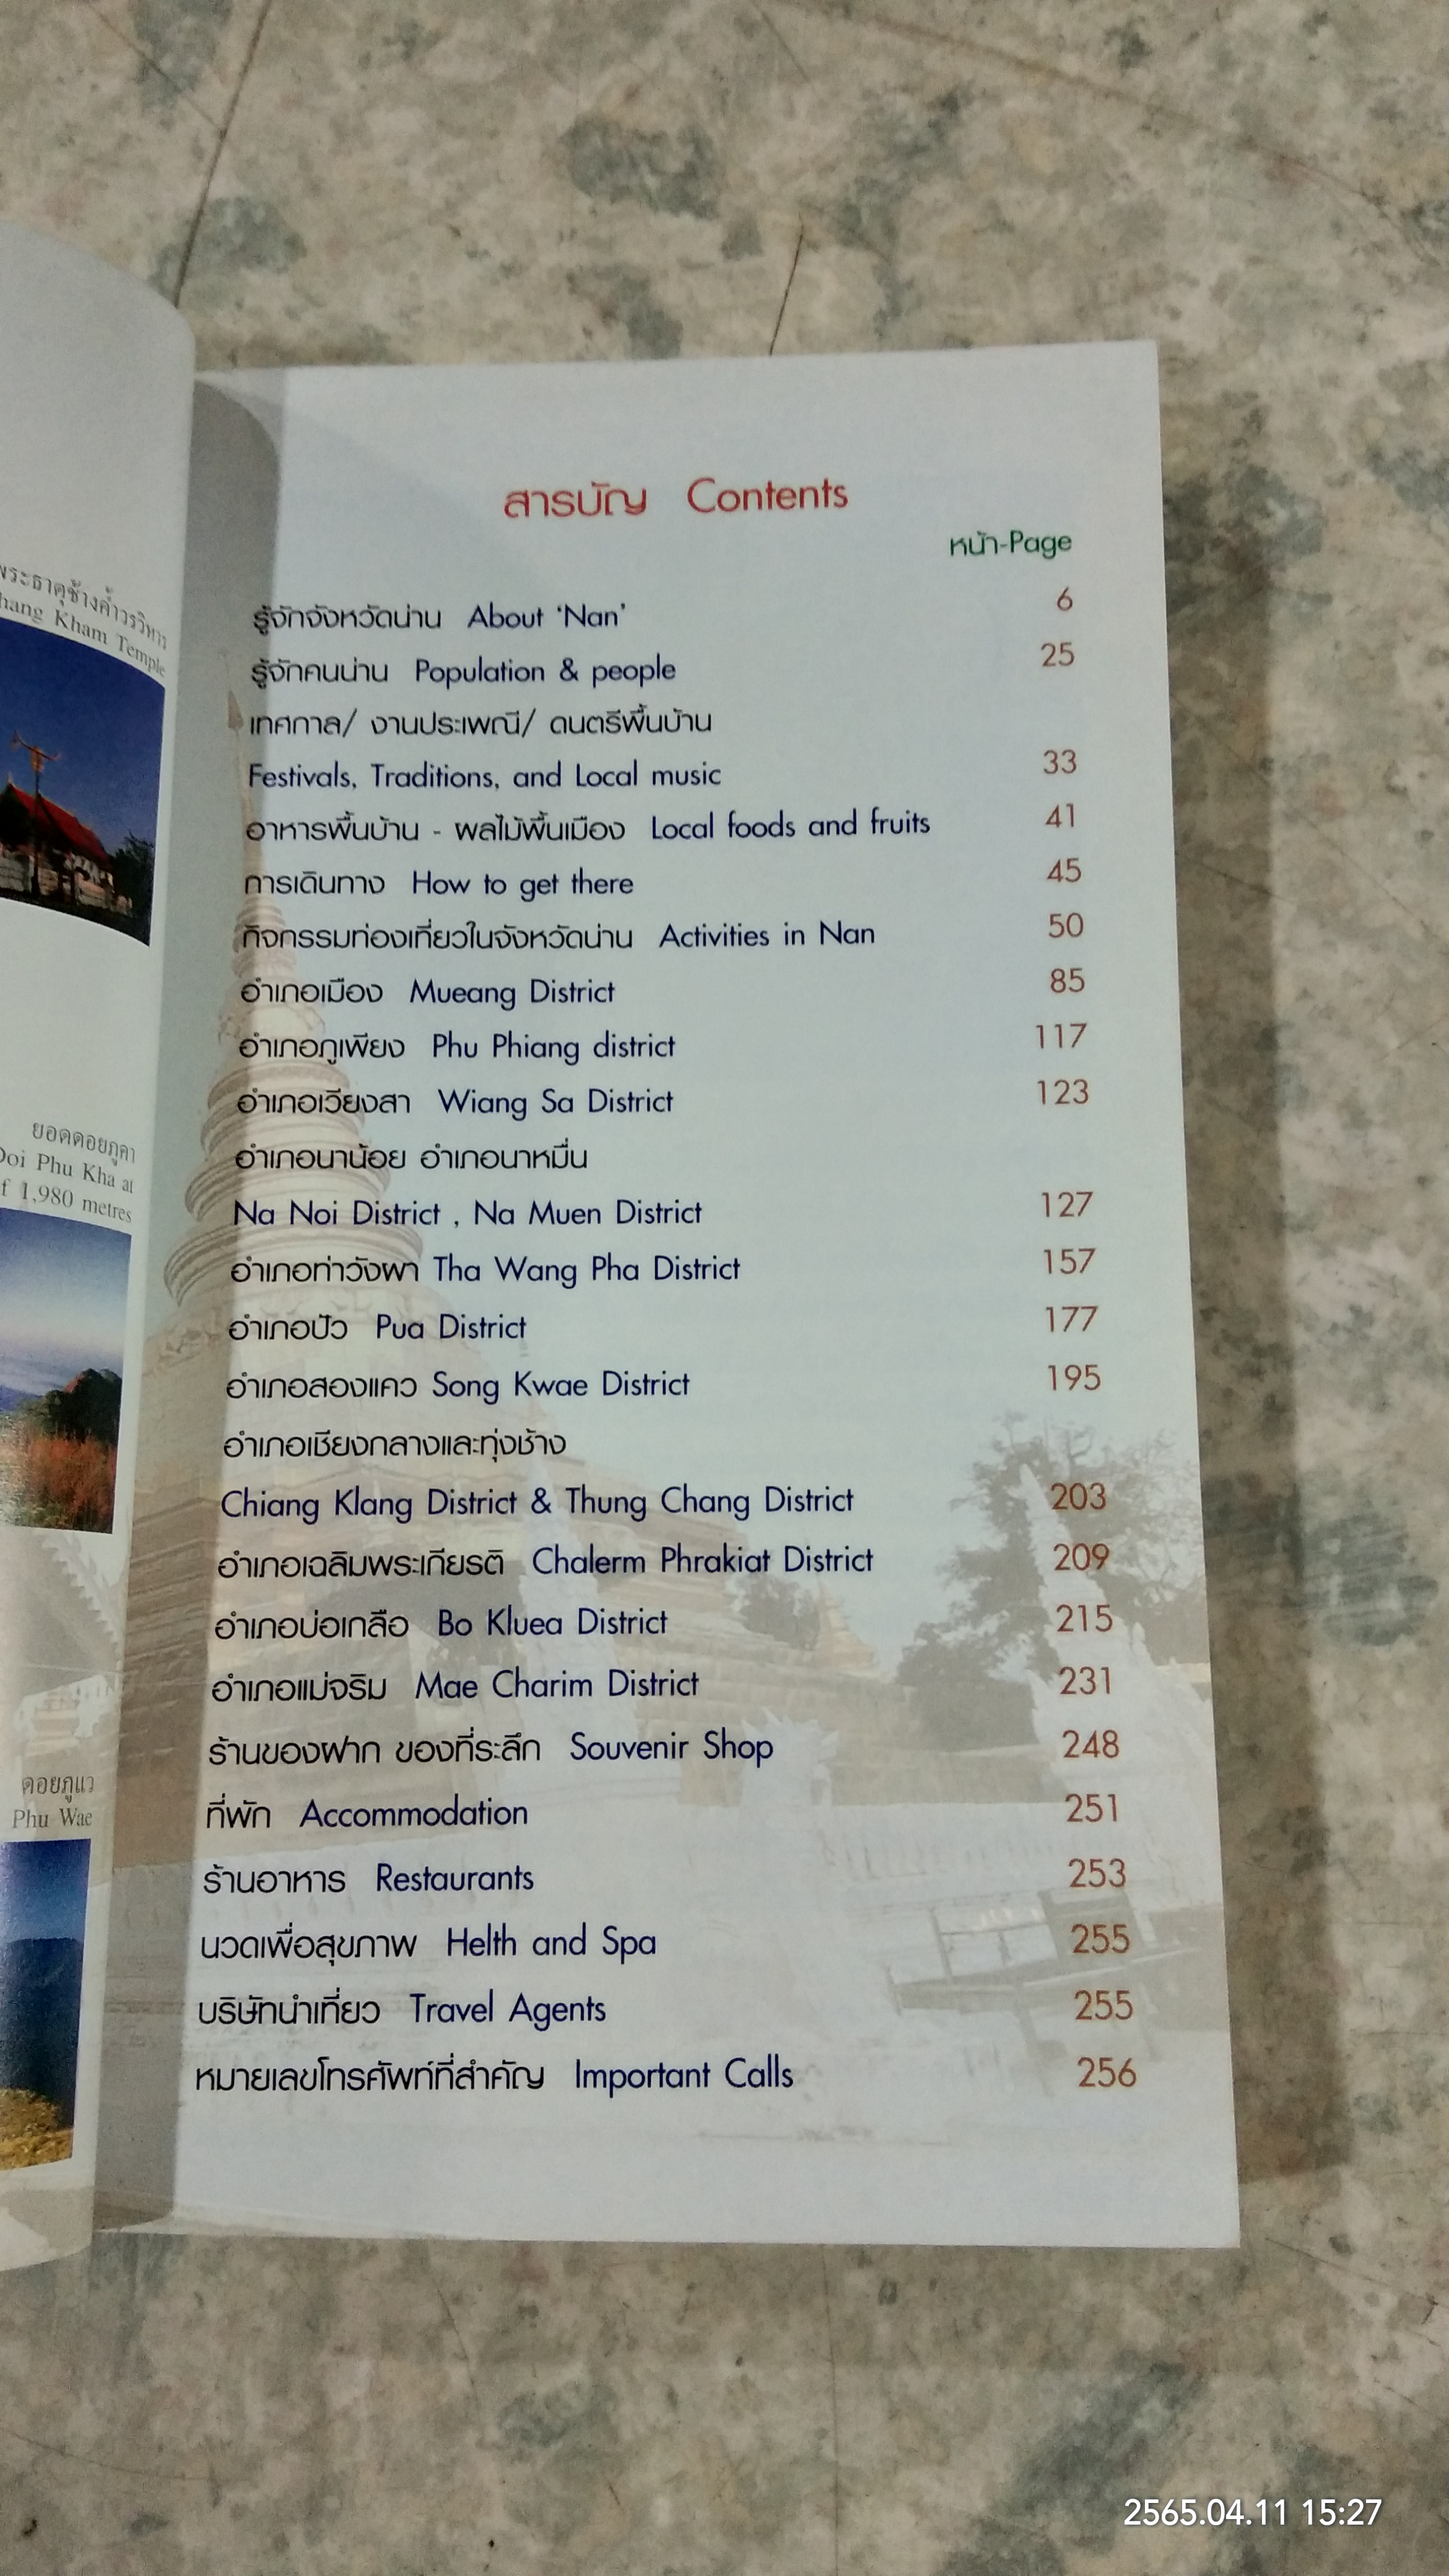 พระธาตุช้างค้ำวรวิหาร
Kham Temple
ยอดดอยภูคา
Doi Phu Kha at
f 1,980 metres
ดอยภูแว
Phu Wae
สารบัญ Contents
หน้า-Page
รู้จักจังหวัดน่าน About ‘Nan’ 6
รู้จักคนน่าน Population & people 25
เทศกาล/ งานประเพณี/ ดนตรีพื้นบ้าน
Festivals, Traditions, and Local music 33
อาหารพื้นบ้าน - ผลไม้พื้นเมือง Local foods and fruits 41
การเดินทาง How to get there 45
กิจกรรมท่องเที่ยวในจังหวัดน่าน Activities in Nan 50
อำเภอเมือง Mueang District 85
อำเภอภูเพียง Phu Phiang district 117
อำเภอเวียงสา Wiang Sa District 123
อำเภอนาน้อย อำเภอนาหมื่น
Na Noi District , Na Muen District 127
อำเภอท่าวังผา Tha Wang Pha District 157
อำเภอปัว Pua District 177
อำเภอสองแคว Song Kwae District 195
อำเภอเชียงกลางและทุ่งช้าง
Chiang Klang District & Thung Chang District 203
อำเภอเฉลิมพระเกียรติ Chalerm Phrakiat District 209
อำเภอบ่อเกลือ Bo Kluea District 215
อำเภอแม่จริม Mae Charim District 231
ร้านของฝาก ของที่ระลึก Souvenir Shop 248
ที่พัก Accommodation 251
ร้านอาหาร Restaurants 253
นวดเพื่อสุขภาพ Helth and Spa 255
บริษัทนำเที่ยว Travel Agents 255
หมายเลขโทรศัพท์ที่สำคัญ Important Calls 256
2565.04.11 15:27